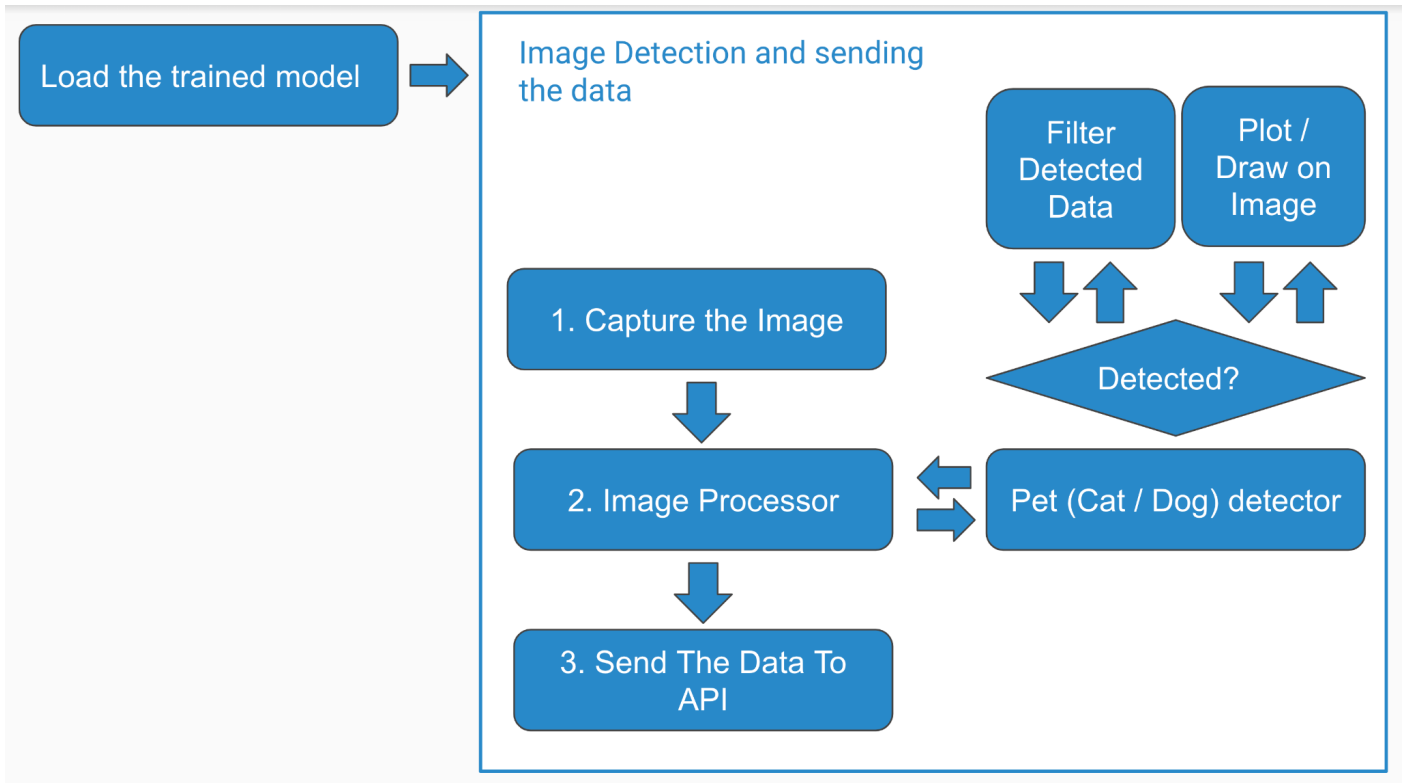 Load the trained model
Image Detection and sending
the data
Filter
Detected
Data
Plot /
Draw on
Image
1. Capture the Image
Detected?
2. Image Processor
Pet (Cat / Dog) detector
3. Send The Data To
API